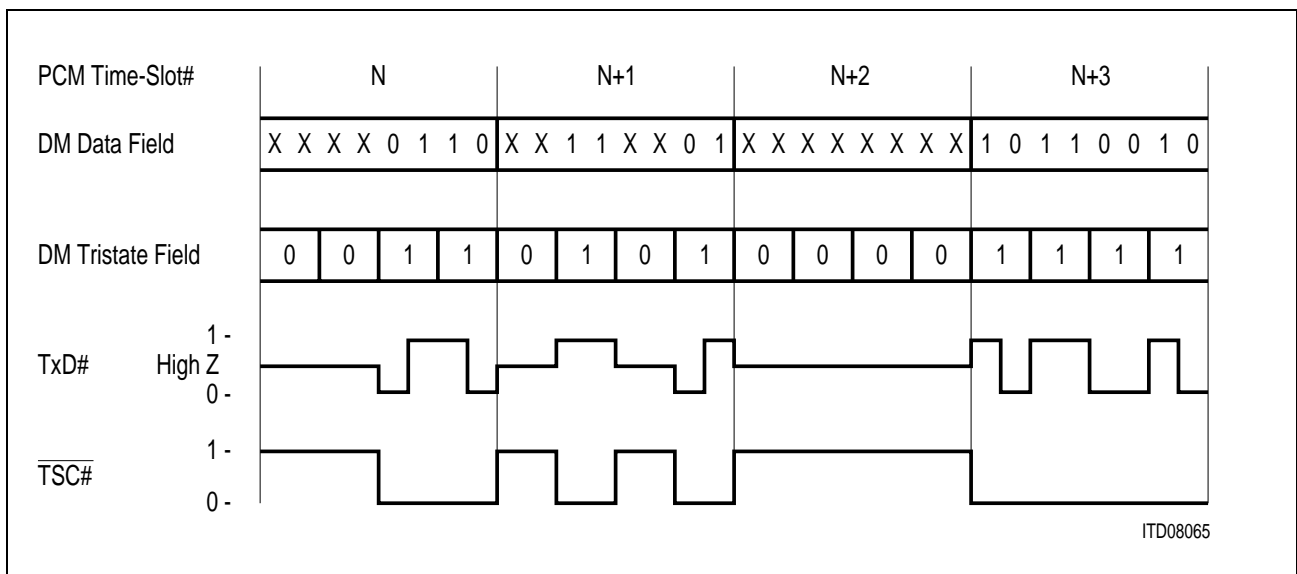 PCM Time-Slot# N N+1 N+2 N+3
DM Data Field X X X X 0 1 1 0 X X 1 1 X X 0 1 X X X X X X X X 1 0 1 1 0 0 1 0
DM Tristate Field 0 0 1 1 0 1 0 1 0 0 0 0 1 1 1 1
1 -
TxD# High Z
0 -
1 -
TSC#
0 -
ITD08065